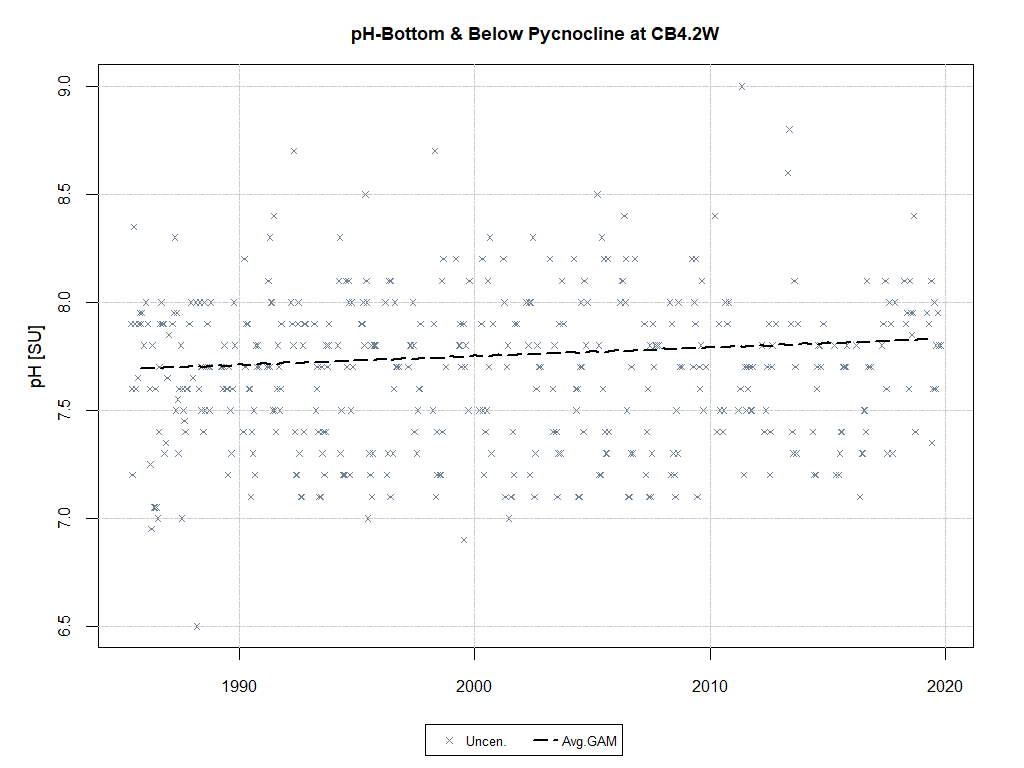 pH-Bottom & Below Pycnocline at CB4.2W
pH [SU]
9.0
8.5
8.0
7.5
7.0
6.5
1990
2000
2010
2020
Uncen.
Avg.GAM